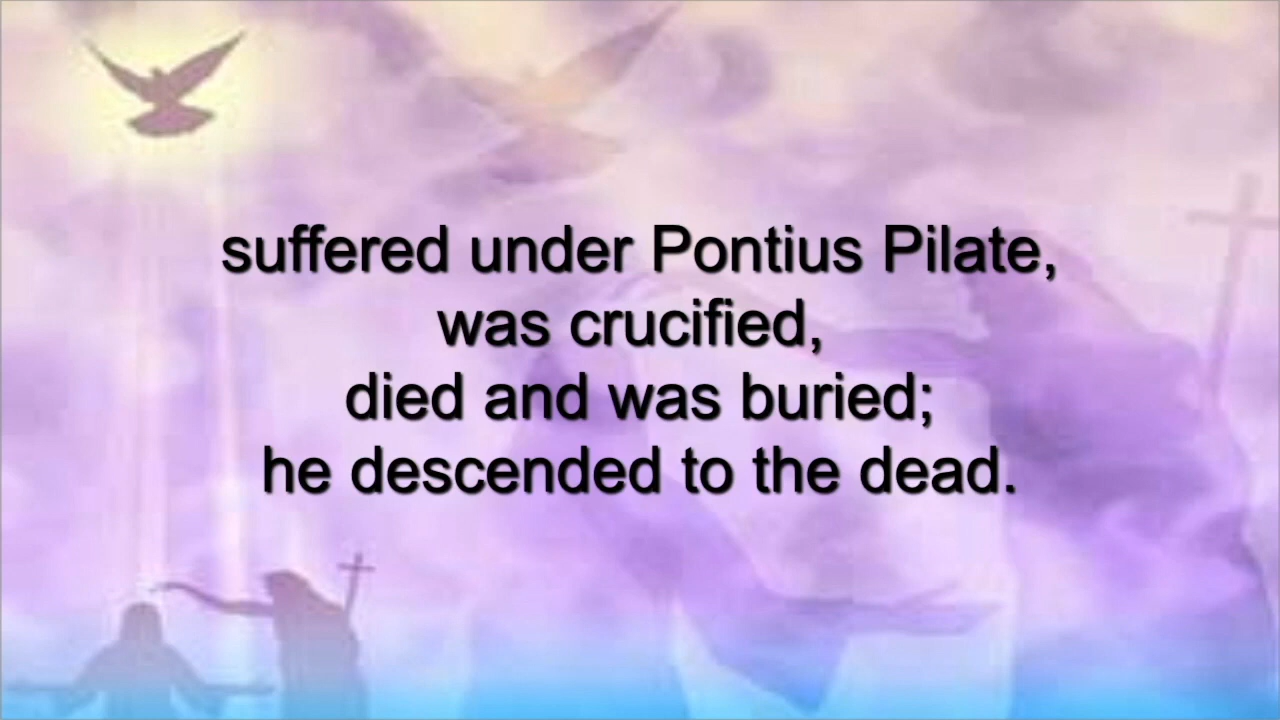 suffered under Pontius Pilate,
was crucified,
died and was buried;
he descended to the dead.